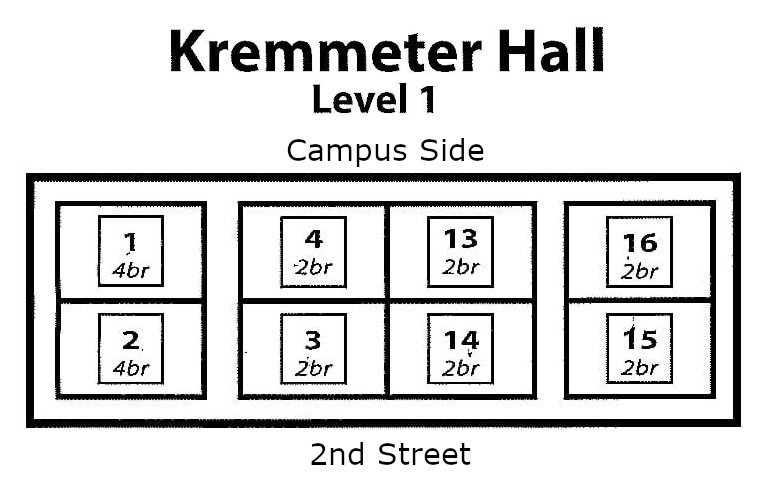 Kremmeter Hall
Level 1
Campus Side
1 4 13 16
4br 2br 2br 2br
2 3 14 15
4br 2br 2br 2br
2nd Street